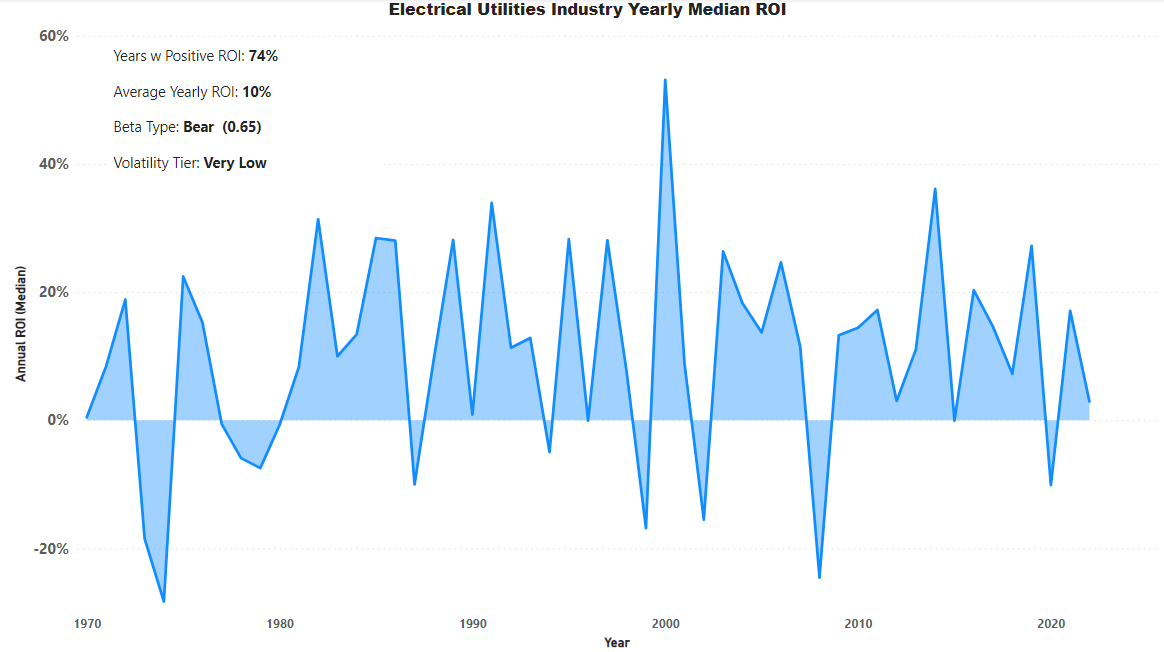 Electrical Utilities Industry Yearly Median ROI
60%
Years w Positive ROI: 74%
Average Yearly ROI: 10%
Beta Type: Bear (0.65)
40%
Volatility Tier: Very Low
Annual ROI (Median)
20%
0%
-20%
1970 1980 1990 2000 2010 2020
Year